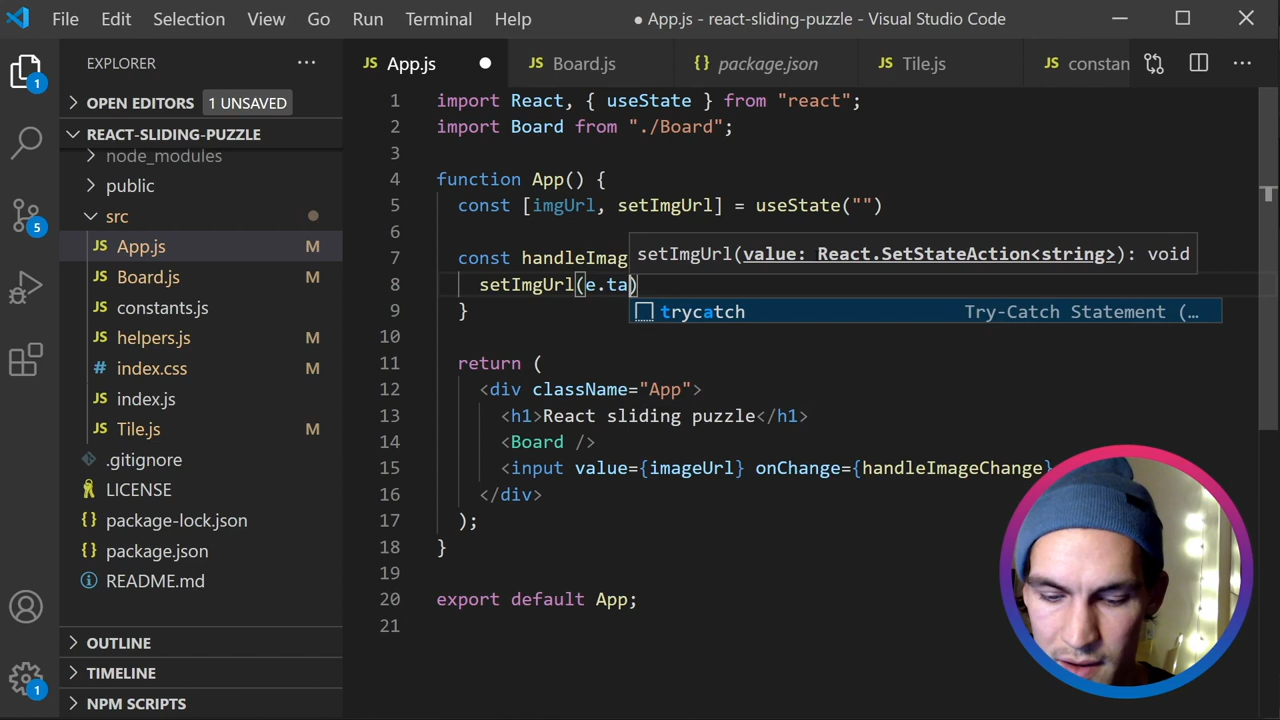 File Edit Selection View Go Run Terminal Help
● App.js - react-sliding-puzzle - Visual Studio Code
EXPLORER
JS App.js
JS Board.js
{} package.json
JS Tile.js
JS constan
OPEN EDITORS 1 UNSAVED
REACT-SLIDING-PUZZLE
node_modules
public
src
JS App.js M
JS Board.js M
JS constants.js
JS helpers.js M
# index.css M
JS index.js
JS Tile.js M
.gitignore
LICENSE
{} package-lock.json
{} package.json
README.md
OUTLINE
TIMELINE
NPM SCRIPTS
1
5
1
1 import React, { useState } from "react";
2 import Board from "./Board";
3
4 function App() {
5 const [imgUrl, setImgUrl] = useState("")
6
7 const handleImag
setImgUrl(value: React.SetStateAction<string>): void
8 setImgUrl(e.ta)
9 }
trycatch Try-Catch Statement (…
10
11 return (
12 <div className="App">
13 <h1>React sliding puzzle</h1>
14 <Board />
15 <input value={imageUrl} onChange={handleImageChange}
16 </div>
17 );
18 }
19
20 export default App;
21